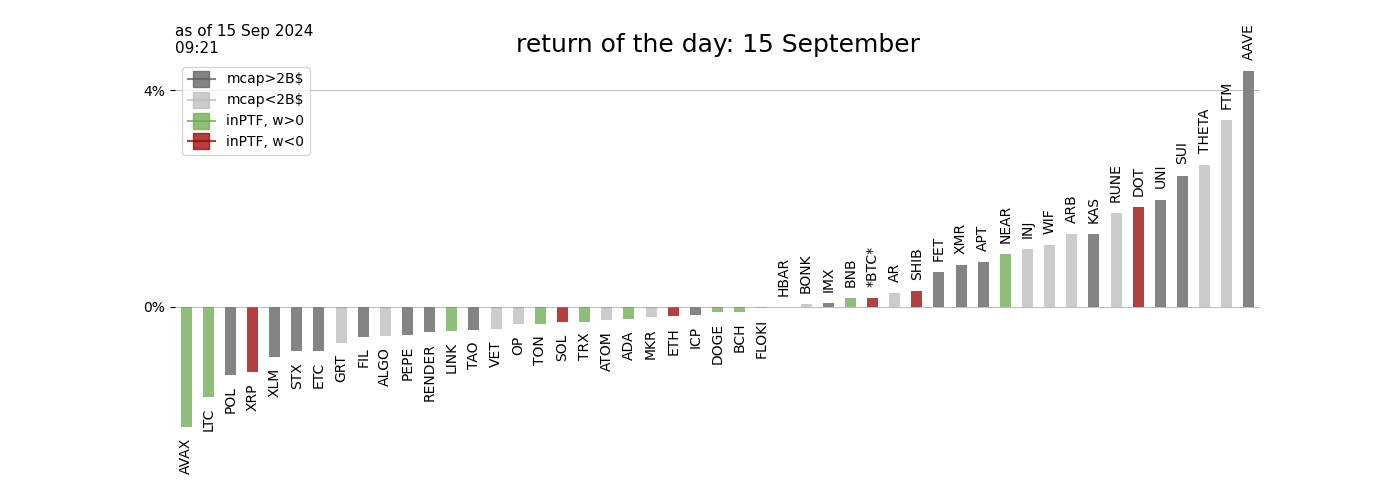 as of 15 Sep 2024
09:21
return of the day: 15 September
mcap>2B$
mcap<2B$
inPTF, w>0
inPTF, w<0
4%
0%
AVAX
LTC
POL
XRP
XLM
STX
ETC
GRT
FIL
ALGO
PEPE
RENDER
LINK
TAO
VET
OP
TON
SOL
TRX
ATOM
ADA
MKR
ETH
ICP
DOGE
BCH
FLOKI
HBAR
BONK
IMX
BNB
*BTC*
AR
SHIB
FET
XMR
APT
NEAR
INJ
WIF
ARB
KAS
RUNE
DOT
UNI
SUI
THETA
FTM
AAVE